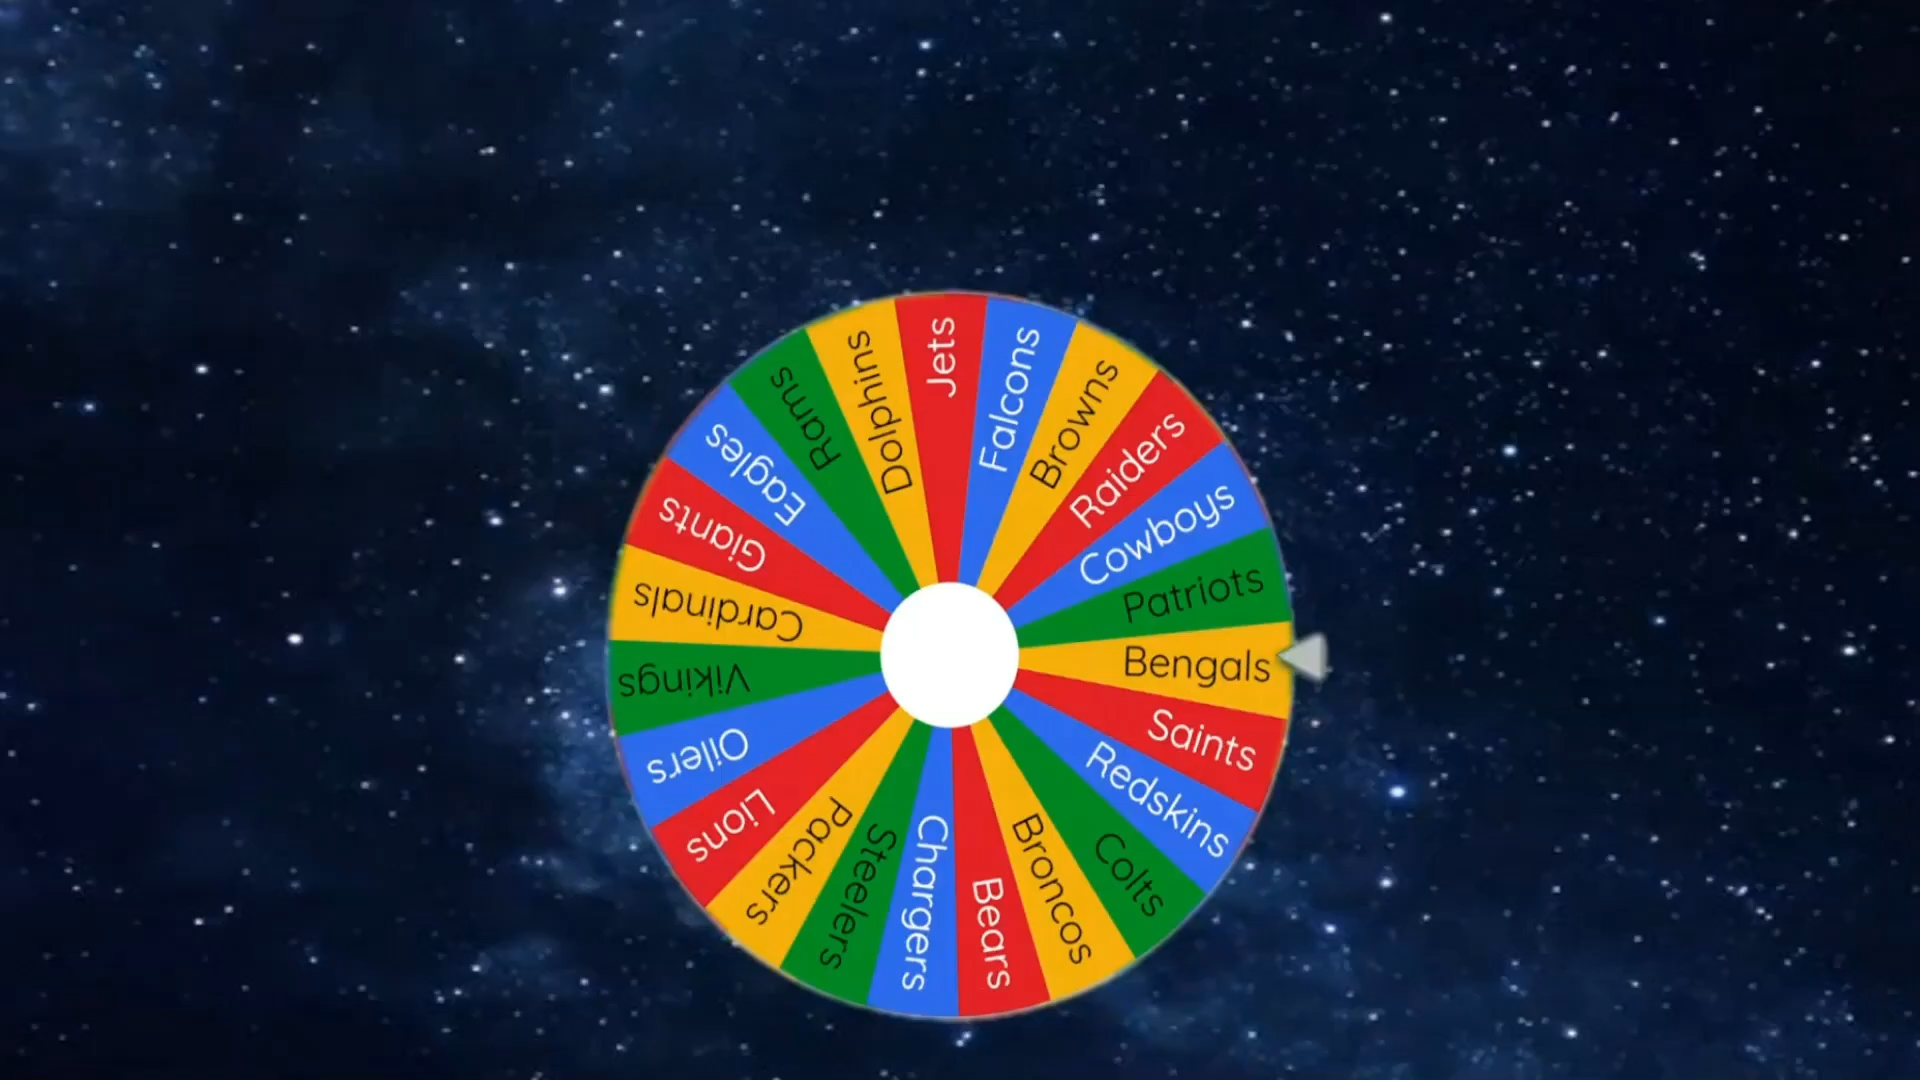 Jets
Falcons
Browns
Raiders
Cowboys
Patriots
Bengals
Saints
Redskins
Colts
Broncos
Bears
Chargers
Steelers
Packers
Lions
Oilers
Vikings
Cardinals
Giants
Eagles
Rams
Dolphins